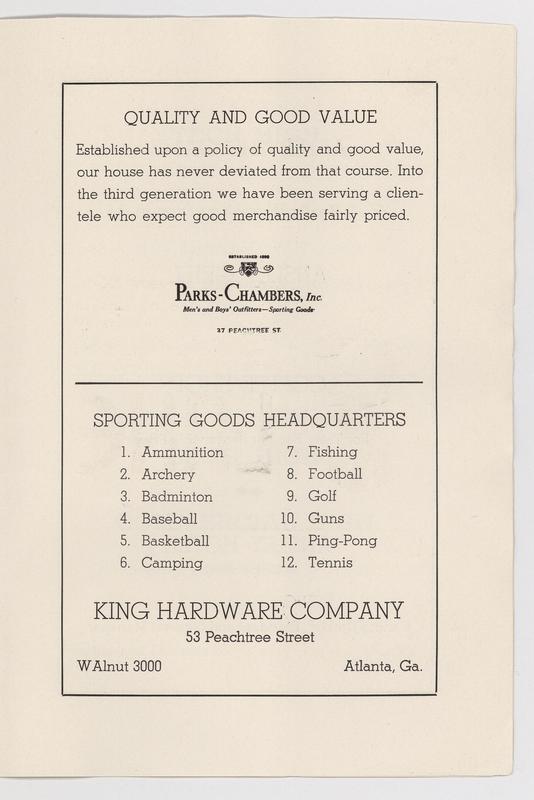 QUALITY AND GOOD VALUE
Established upon a policy of quality and good value,
our house has never deviated from that course. Into
the third generation we have been serving a clien-
tele who expect good merchandise fairly priced.
ESTABLISHED
PARKS-CHAMBERS, Inc.
Men's and Boys' Outfitters—Sporting Goods
37 PEACHTREE ST.
SPORTING GOODS HEADQUARTERS
1. Ammunition 7. Fishing
2. Archery 8. Football
3. Badminton 9. Golf
4. Baseball 10. Guns
5. Basketball 11. Ping-Pong
6. Camping 12. Tennis
KING HARDWARE COMPANY
53 Peachtree Street
WAlnut 3000 Atlanta, Ga.